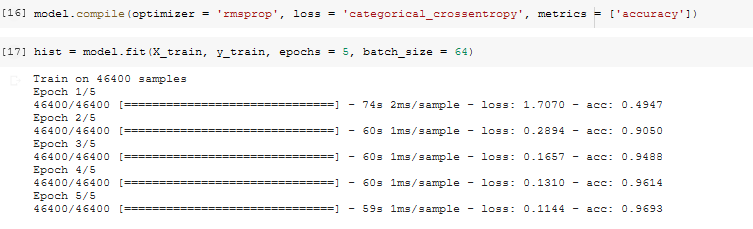 [16] model.compile(optimizer = 'rmsprop', loss = 'categorical_crossentropy', metrics = ['accuracy'])
[17] hist = model.fit(X_train, y_train, epochs = 5, batch_size = 64)
Train on 46400 samples
Epoch 1/5
46400/46400 [==============================] - 74s 2ms/sample - loss: 1.7070 - acc: 0.4947
Epoch 2/5
46400/46400 [==============================] - 60s 1ms/sample - loss: 0.2894 - acc: 0.9050
Epoch 3/5
46400/46400 [==============================] - 60s 1ms/sample - loss: 0.1657 - acc: 0.9488
Epoch 4/5
46400/46400 [==============================] - 60s 1ms/sample - loss: 0.1310 - acc: 0.9614
Epoch 5/5
46400/46400 [==============================] - 59s 1ms/sample - loss: 0.1144 - acc: 0.9693